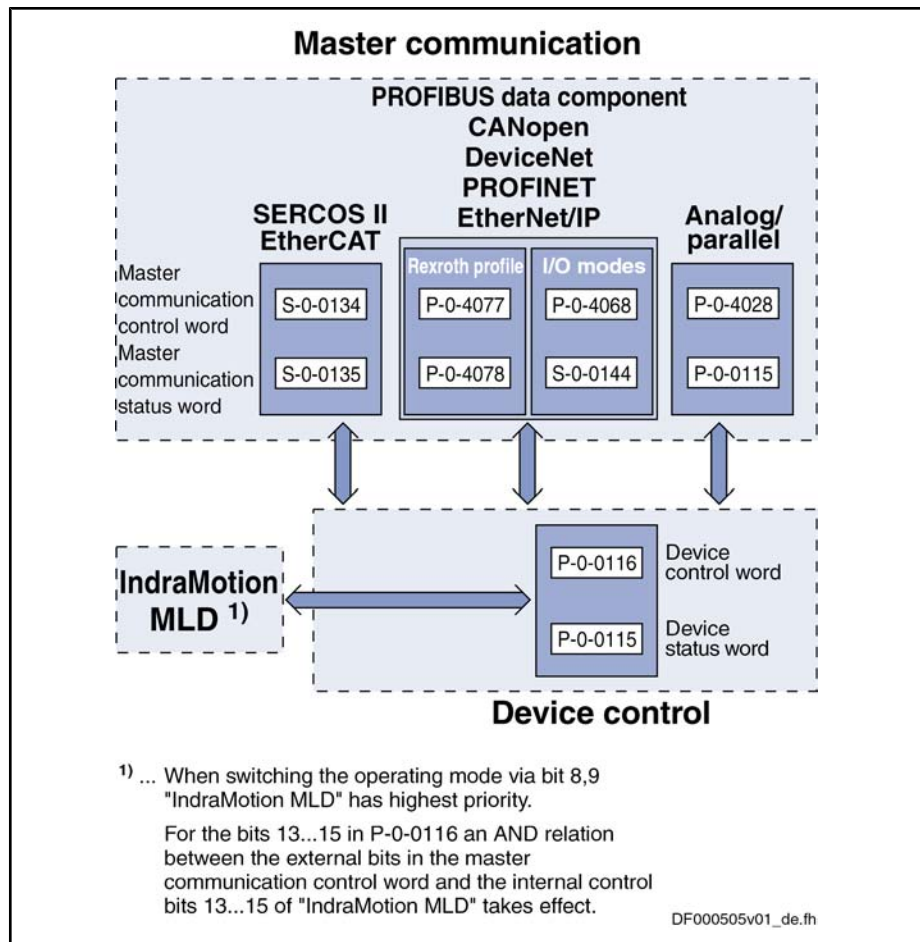 Master communication
PROFIBUS data component
CANopen
DeviceNet
PROFINET
EtherNet/IP
SERCOS II
EtherCAT
Analog/
parallel
Rexroth profile
I/O modes
Master
communication
control word
S-0-0134
P-0-4077
P-0-4068
P-0-4028
Master
communication
status word
S-0-0135
P-0-4078
S-0-0144
P-0-0115
IndraMotion
MLD 1)
P-0-0116
Device
control word
P-0-0115
Device
status word
Device control
1) ... When switching the operating mode via bit 8,9
"IndraMotion MLD" has highest priority.
For the bits 13...15 in P-0-0116 an AND relation
between the external bits in the master
communication control word and the internal control
bits 13...15 of "IndraMotion MLD" takes effect.
DF000505v01_de.fh